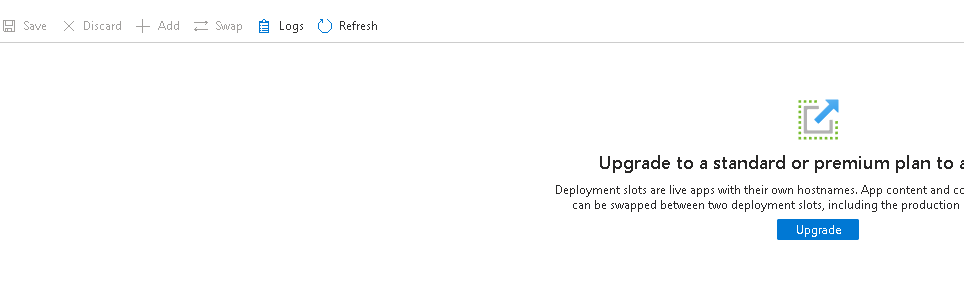 Save Discard Add Swap Logs Refresh
Upgrade to a standard or premium plan to
Deployment slots are live apps with their own hostnames. App content and
can be swapped between two deployment slots, including the production
Upgrade